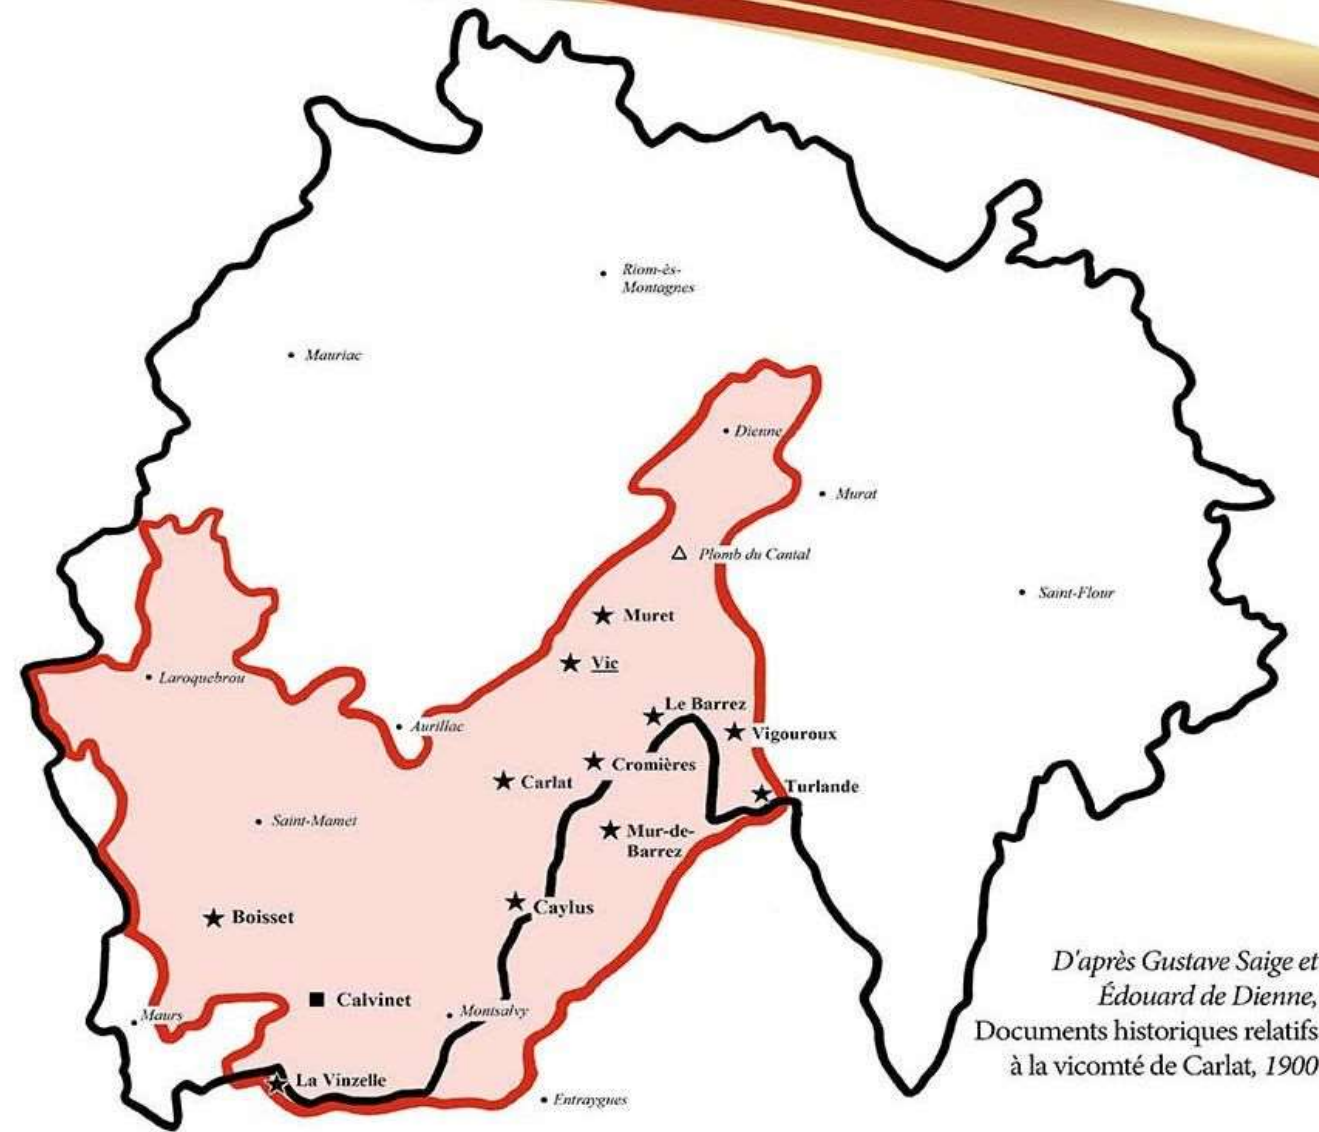 Riom-ès-
Montagnes
Mauriac
Dienne
Murat
Plomb du Cantal
Saint-Flour
Muret
Vic
Laroquebrou
Le Barrez
Aurillac
Vigouroux
Cromières
Carlat
Turlande
Saint-Mamet
Mur-de-
Barrez
Caylus
Boisset
Calvinet
Montsalvy
Maurs
La Vinzelle
Entraygues
D'après Gustave Saige et
Édouard de Dienne,
Documents historiques relatifs
à la vicomté de Carlat, 1900